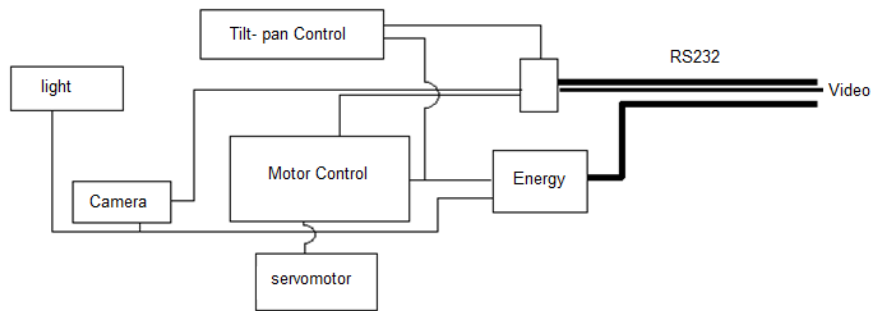 Tilt- pan Control
RS232
light
Video
Motor Control
Energy
Camera
servomotor